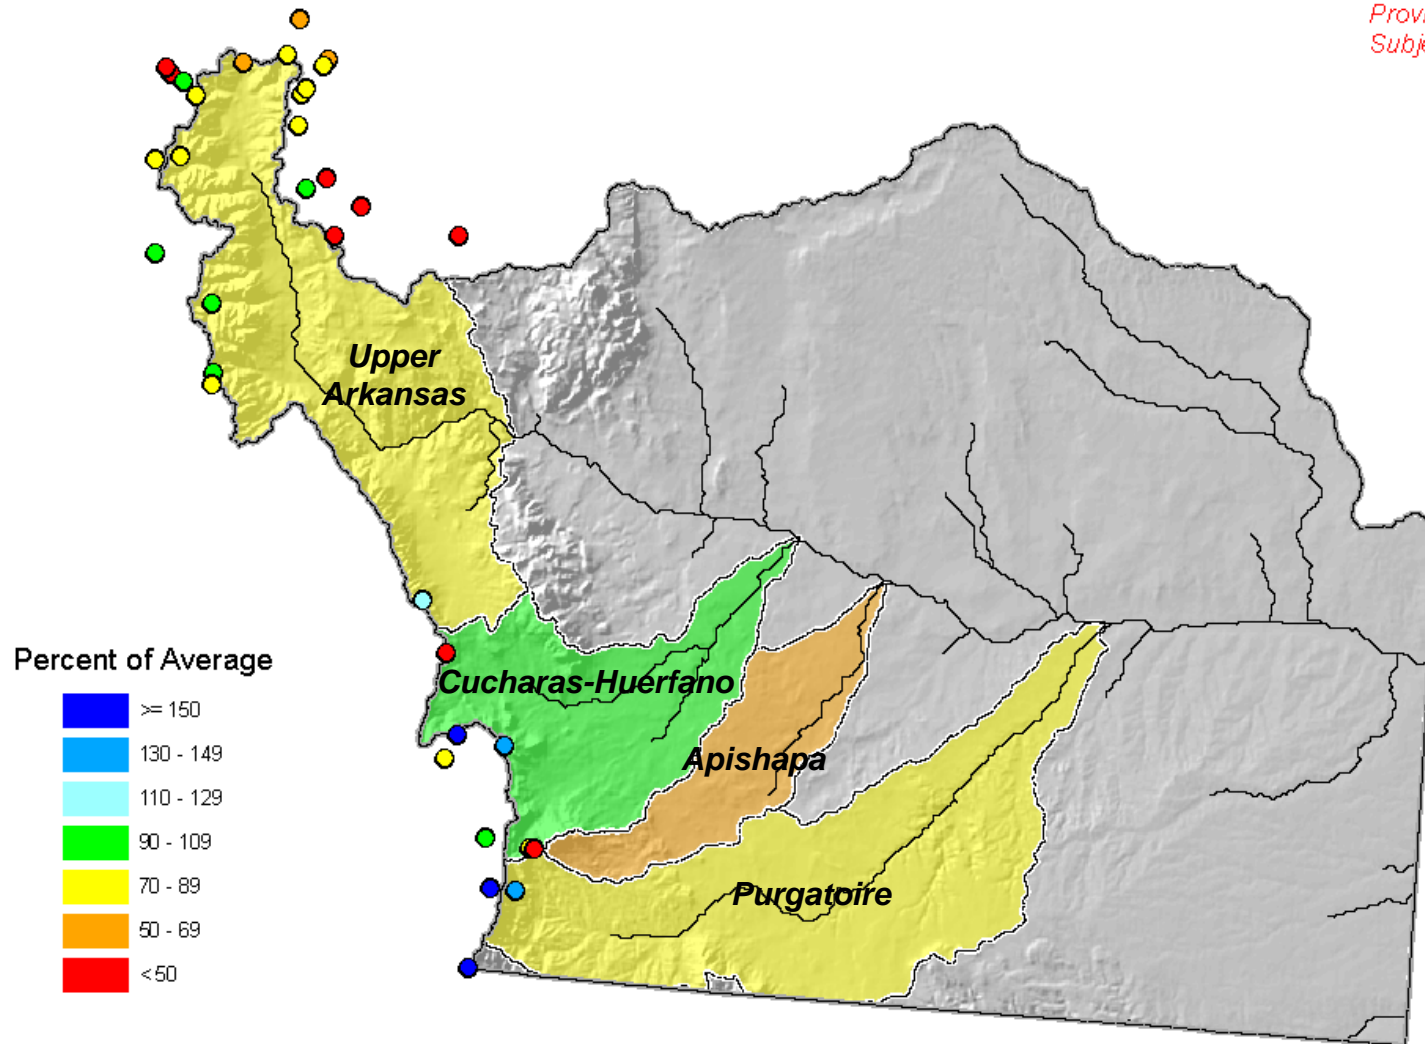 Upper
Arkansas
Cucharas-Huerfano
Apishapa
Purgatoire
Percent of Average
>= 150
130 - 149
110 - 129
90 - 109
70 - 89
50 - 69
<50